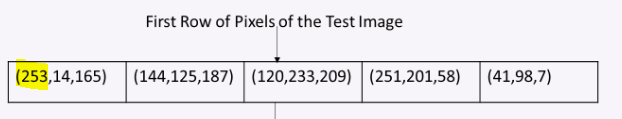 First Row of Pixels of the Test Image
(253,14,165) (144,125,187) (120,233,209) (251,201,58) (41,98,7)